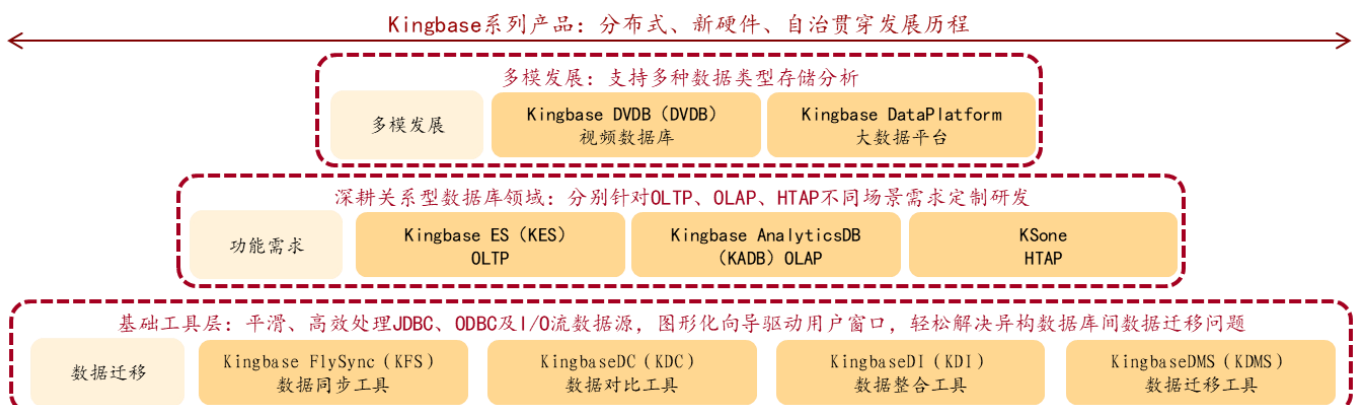 Kingbase系列产品：分布式、新硬件、自治贯穿发展历程
多模发展：支持多种数据类型存储分析
多模发展
Kingbase DVDB（DVDB）
视频数据库
Kingbase DataPlatform
大数据平台
深耕关系型数据库领域：分别针对OLTP、OLAP、HTAP不同场景需求定制研发
功能需求
Kingbase ES（KES）
OLTP
Kingbase AnalyticsDB
（KADB）OLAP
KSone
HTAP
基础工具层：平滑、高效处理JDBC、ODBC及I/O流数据源，图形化向导驱动用户窗口，轻松解决异构数据库间数据迁移问题
数据迁移
Kingbase FlySync（KFS）
数据同步工具
KingbaseDC（KDC）
数据对比工具
KingbaseDI（KDI）
数据整合工具
KingbaseDMS（KDMS）
数据迁移工具